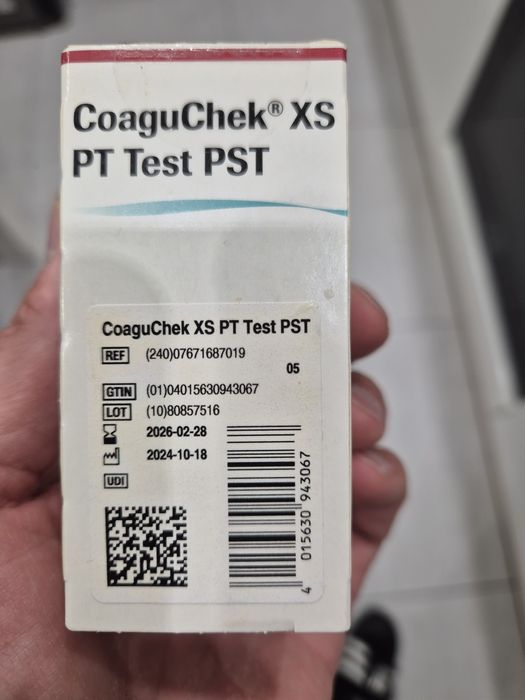 CoaguChek® XS
PT Test PST
CoaguChek XS PT Test PST
REF (240)07671687019
05
GTIN (01)04015630943067
LOT (10)80857516
2026-02-28
2024-10-18
UDI
4 015630 943067